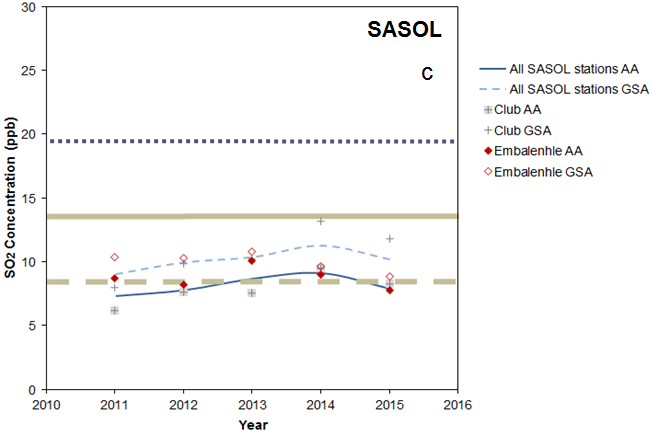 SASOL
C
30
25
20
15
10
5
0
SO2 Concentration (ppb)
2010 2011 2012 2013 2014 2015 2016
Year
All SASOL stations AA
All SASOL stations GSA
Club AA
Club GSA
Embalenhle AA
Embalenhle GSA